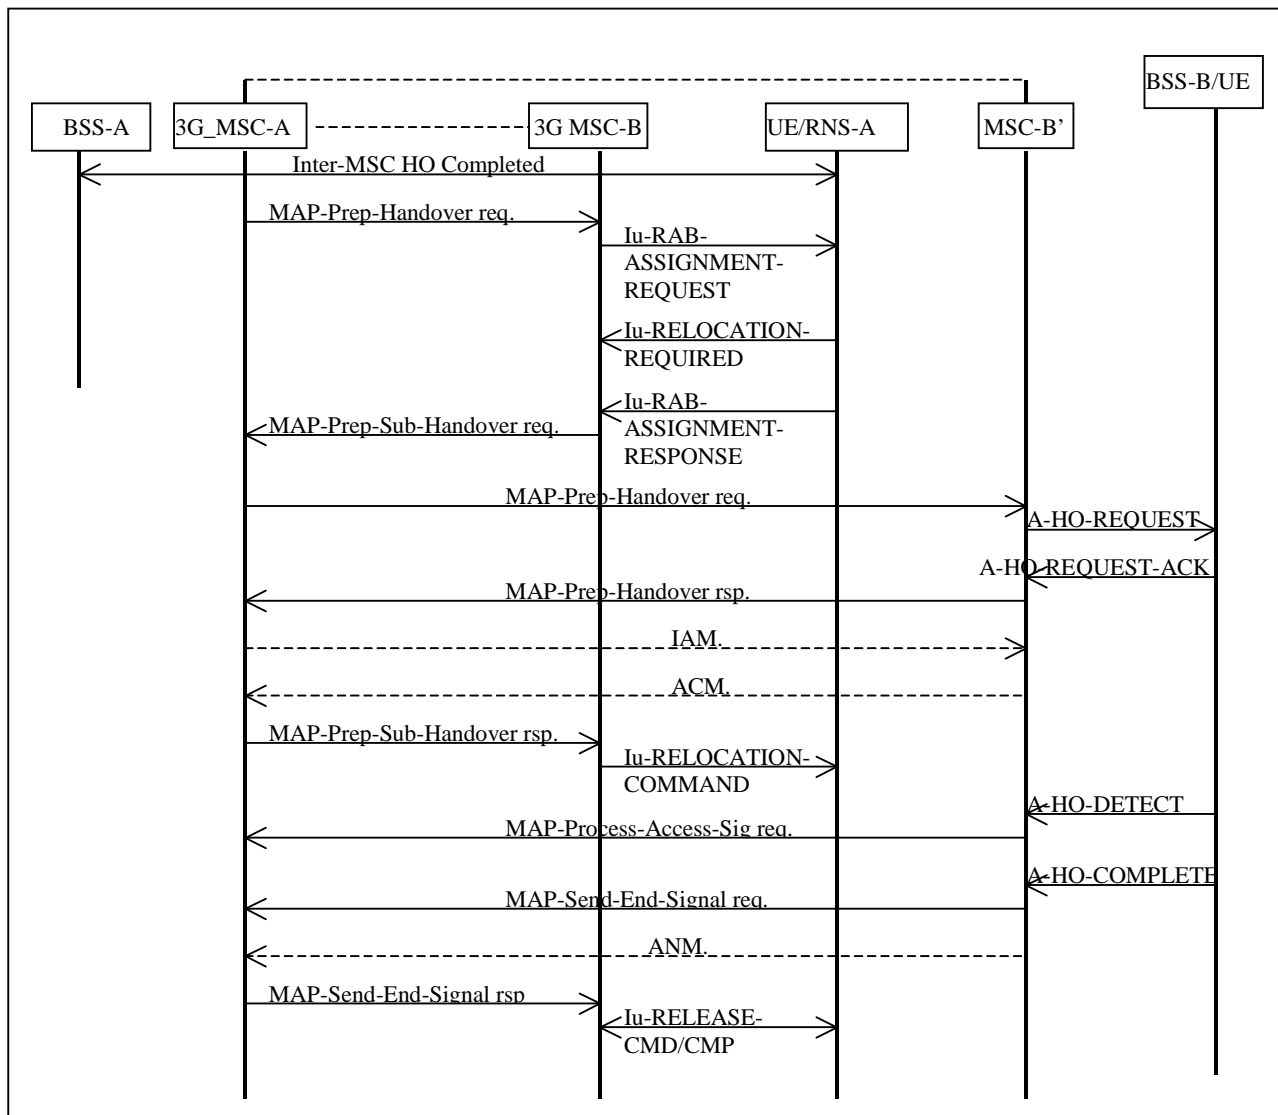 BSS-B/UE
BSS-A
3G_MSC-A
3G MSC-B
UE/RNS-A
MSC-B’
Inter-MSC HO Completed
MAP-Prep-Handover req.
Iu-RAB-
ASSIGNMENT-
REQUEST
Iu-RELOCATION-
REQUIRED
Iu-RAB-
ASSIGNMENT-
RESPONSE
MAP-Prep-Sub-Handover req.
MAP-Prep-Handover req.
A-HO-REQUEST
A-HO-REQUEST-ACK
MAP-Prep-Handover rsp.
IAM.
ACM.
MAP-Prep-Sub-Handover rsp.
Iu-RELOCATION-
COMMAND
A-HO-DETECT
MAP-Process-Access-Sig req.
A-HO-COMPLETE
MAP-Send-End-Signal req.
ANM.
MAP-Send-End-Signal rsp
Iu-RELEASE-
CMD/CMP